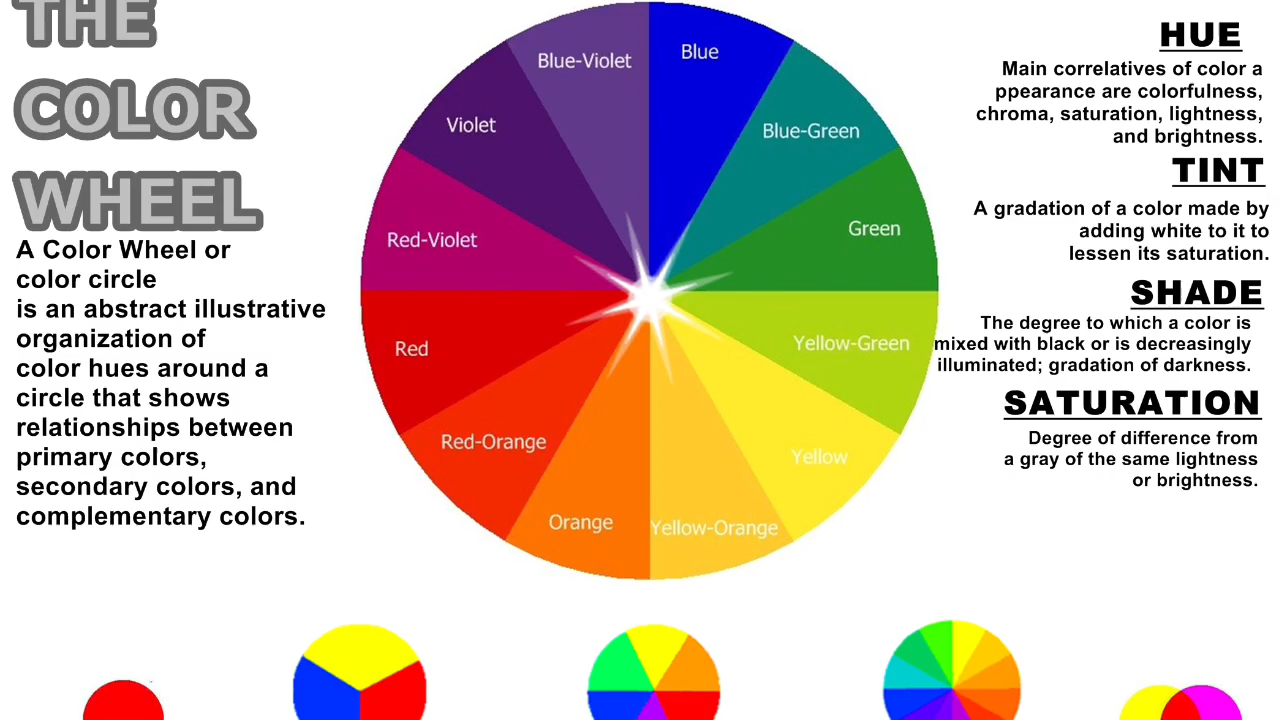 THE
COLOR
WHEEL
A Color Wheel or
color circle
is an abstract illustrative
organization of
color hues around a
circle that shows
relationships between
primary colors,
secondary colors, and
complementary colors.
Blue-Violet
Blue
Violet
Blue-Green
Red-Violet
Green
Red
Yellow-Green
Red-Orange
Yellow
Orange
Yellow-Orange
HUE
Main correlatives of color a
ppearance are colorfulness,
chroma, saturation, lightness,
and brightness.
TINT
A gradation of a color made by
adding white to it to
lessen its saturation.
SHADE
The degree to which a color is
mixed with black or is decreasingly
illuminated; gradation of darkness.
SATURATION
Degree of difference from
a gray of the same lightness
or brightness.